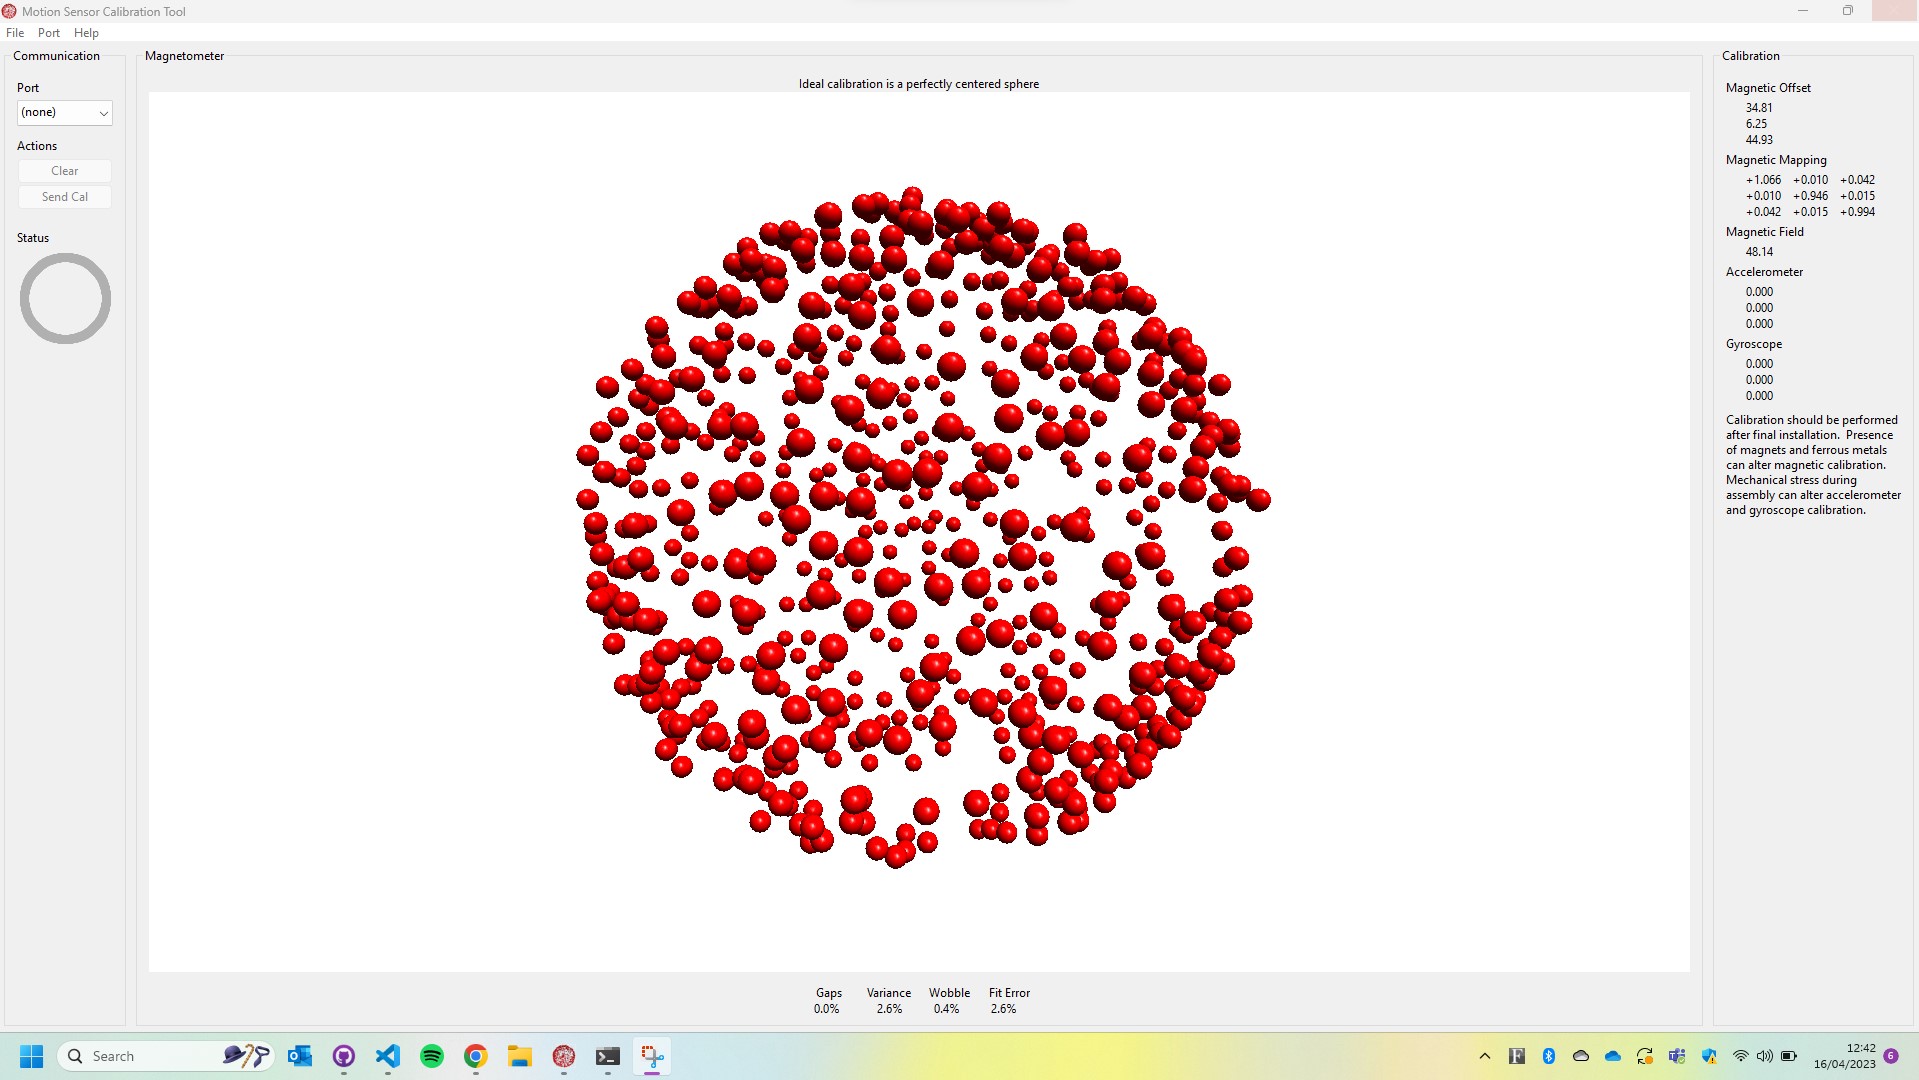 Motion Sensor Calibration Tool
File Port Help
Communication
Port
(none)
Actions
Clear
Send Cal
Status
Magnetometer
Ideal calibration is a perfectly centered sphere
Gaps Variance Wobble Fit Error
0.0% 2.6% 0.4% 2.6%
Calibration
Magnetic Offset
34.81
6.25
44.93
Magnetic Mapping
+1.066 +0.010 +0.042
+0.010 +0.946 +0.015
+0.042 +0.015 +0.994
Magnetic Field
48.14
Accelerometer
0.000
0.000
0.000
Gyroscope
0.000
0.000
0.000
Calibration should be performed
after final installation. Presence
of magnets and ferrous metals
can alter magnetic calibration.
Mechanical stress during
assembly can alter accelerometer
and gyroscope calibration.
Search
12:42
16/04/2023
6